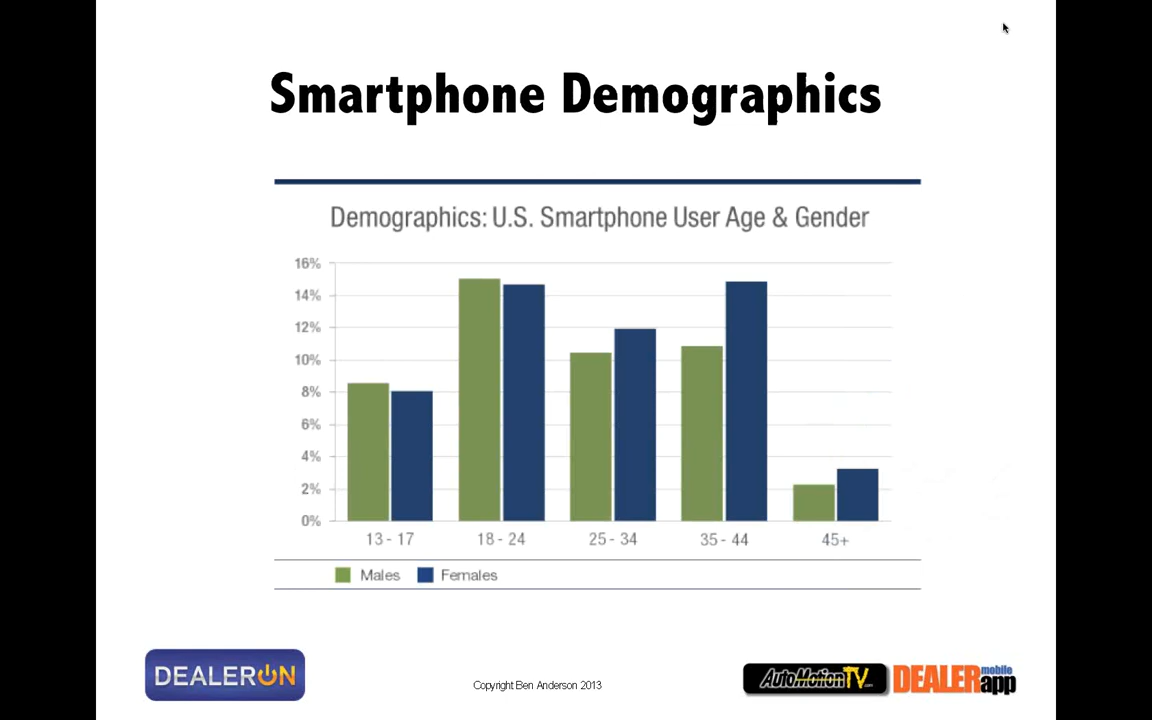 Smartphone Demographics
Demographics: U.S. Smartphone User Age & Gender
16%
14%
12%
10%
8%
6%
4%
2%
0%
13 - 17
18 - 24
25 - 34
35 - 44
45+
Males
Females
DEALERON
Copyright Ben Anderson 2013
AutoMotionTV.com
DEALER mobile app